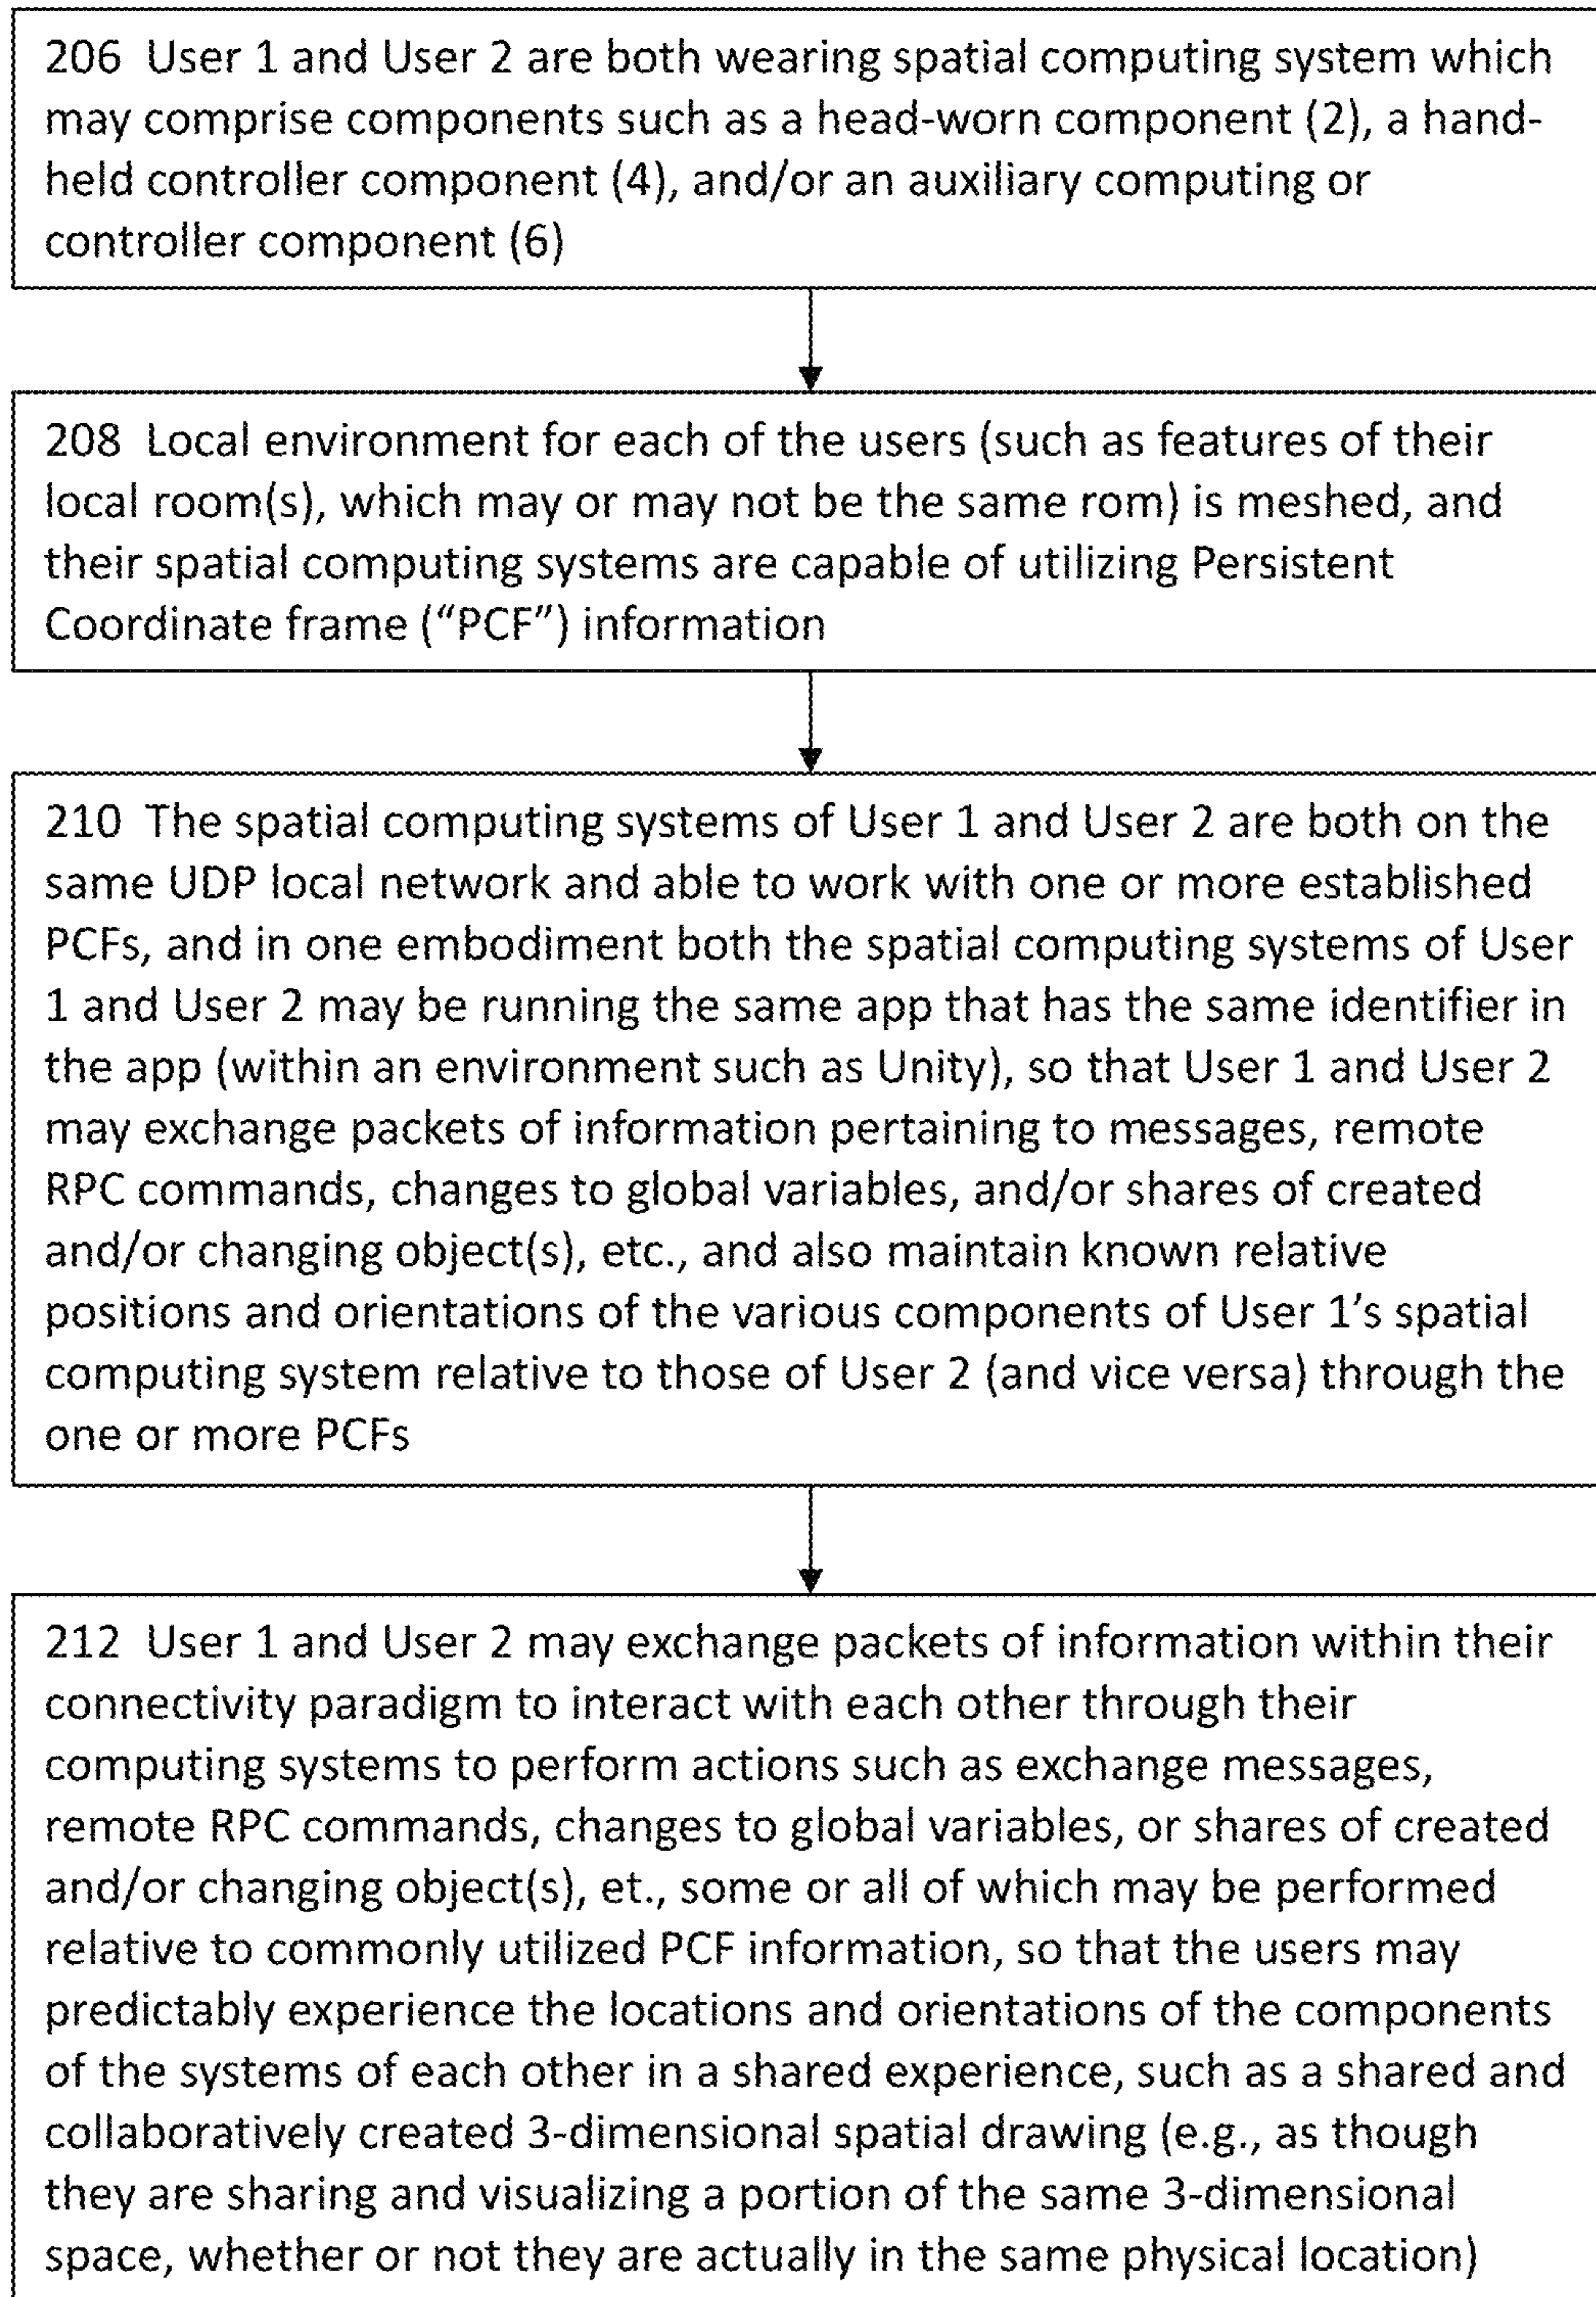 206 User 1 and User 2 are both wearing spatial computing system which
may comprise components such as a head-worn component (2), a hand-
held controller component (4), and/or an auxiliary computing or
controller component (6)
208 Local environment for each of the users (such as features of their
local room(s), which may or may not be the same rom) is meshed, and
their spatial computing systems are capable of utilizing Persistent
Coordinate frame (“PCF”) information
210 The spatial computing systems of User 1 and User 2 are both on the
same UDP local network and able to work with one or more established
PCFs, and in one embodiment both the spatial computing systems of User
1 and User 2 may be running the same app that has the same identifier in
the app (within an environment such as Unity), so that User 1 and User 2
may exchange packets of information pertaining to messages, remote
RPC commands, changes to global variables, and/or shares of created
and/or changing object(s), etc., and also maintain known relative
positions and orientations of the various components of User 1’s spatial
computing system relative to those of User 2 (and vice versa) through the
one or more PCFs
212 User 1 and User 2 may exchange packets of information within their
connectivity paradigm to interact with each other through their
computing systems to perform actions such as exchange messages,
remote RPC commands, changes to global variables, or shares of created
and/or changing object(s), et., some or all of which may be performed
relative to commonly utilized PCF information, so that the users may
predictably experience the locations and orientations of the components
of the systems of each other in a shared experience, such as a shared and
collaboratively created 3-dimensional spatial drawing (e.g., as though
they are sharing and visualizing a portion of the same 3-dimensional
space, whether or not they are actually in the same physical location)